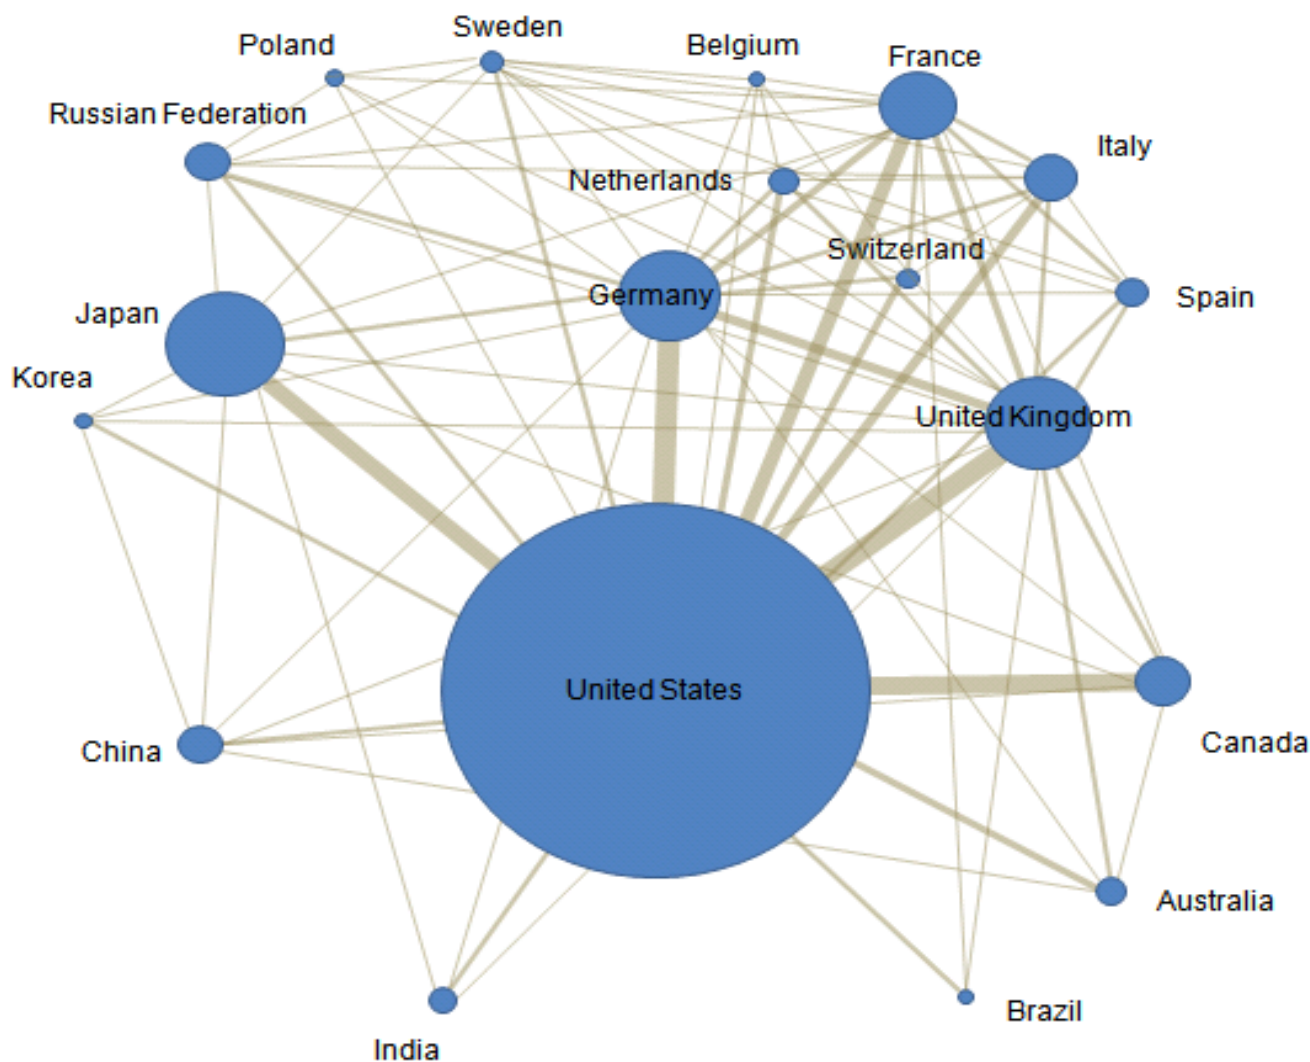 Sweden
Poland
Belgium
France
Russian Federation
Italy
Netherlands
Switzerland
Germany
Spain
Japan
Korea
United Kingdom
United States
China
Canada
Australia
Brazil
India